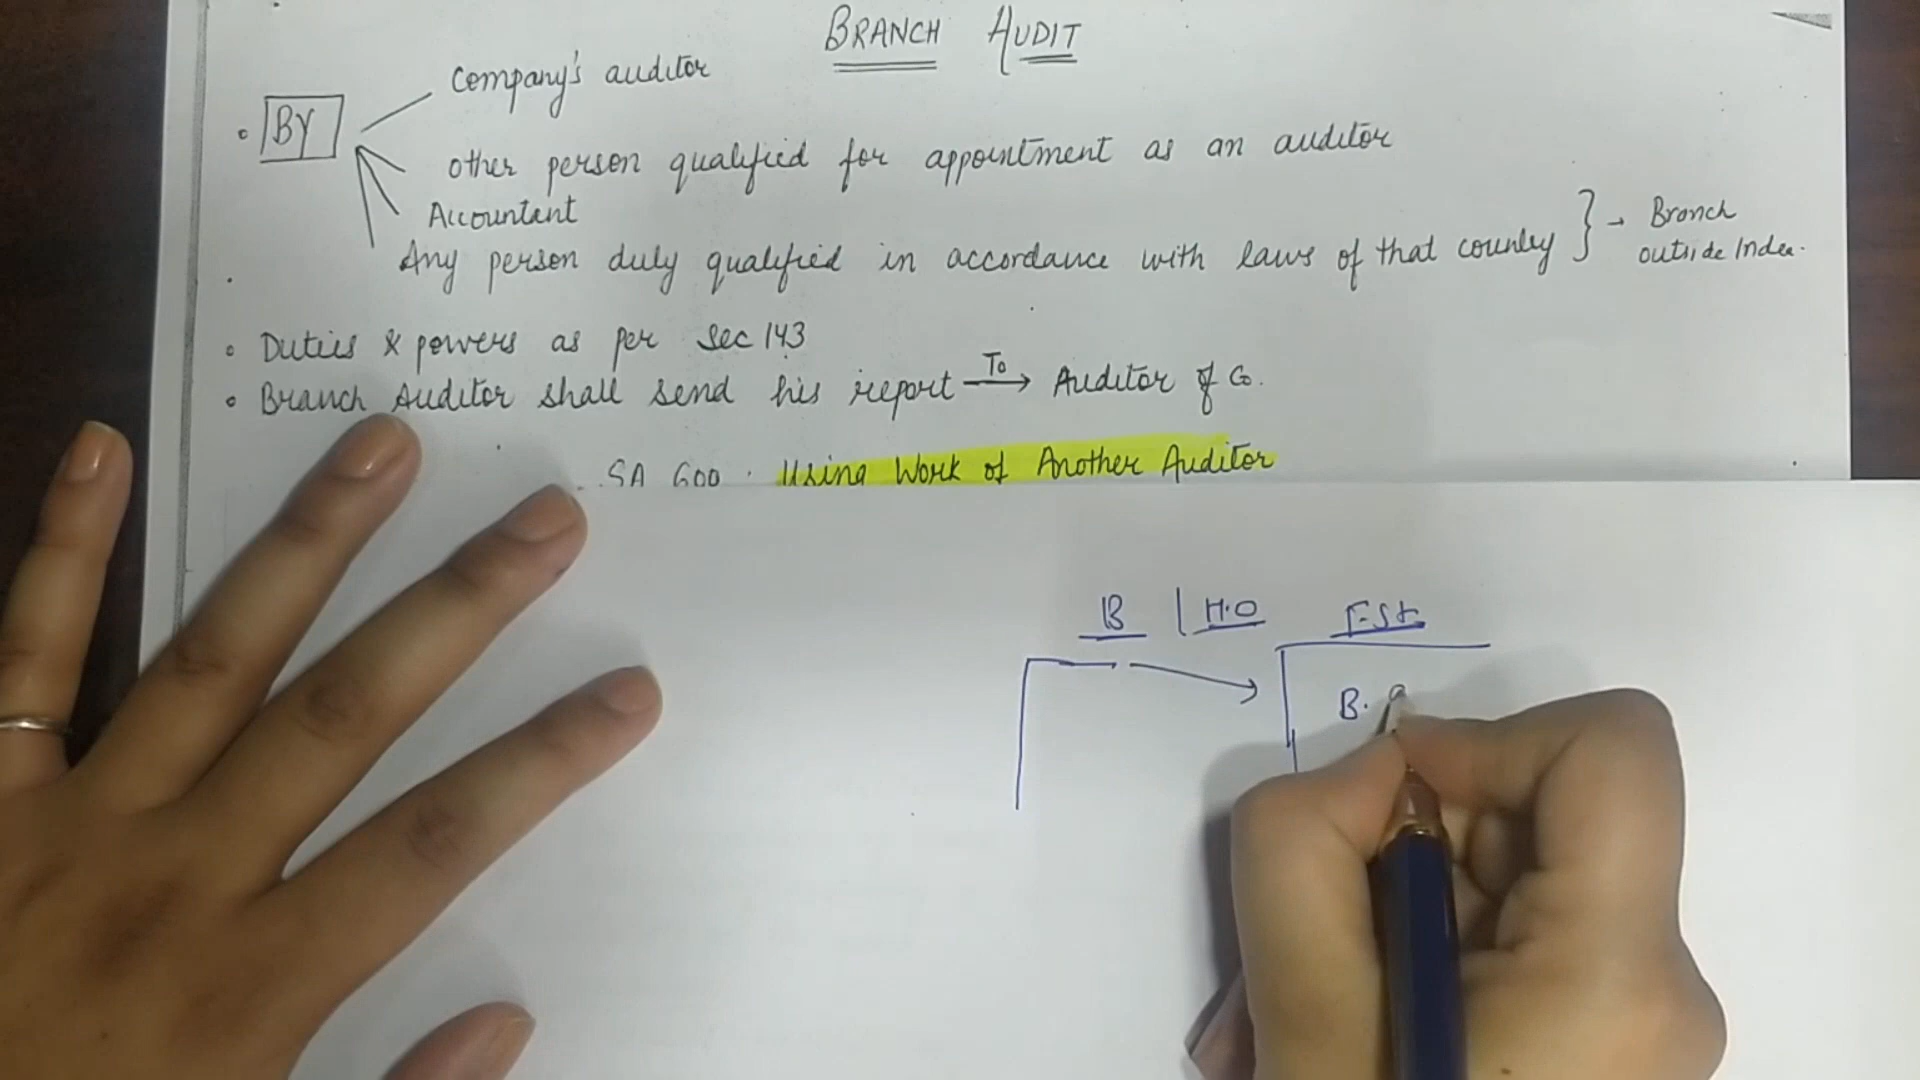 BRANCH AUDIT
Company's auditor
BY
other person qualified for appointment as an auditor
Accountant
Any person duly qualified in accordance with laws of that country } → Branch
outside India.
Duties & powers as per Sec 143
Branch Auditor shall send his report To → Auditor of Co.
SA 600. Using Work of Another Auditor
B | H.O F.St.
B.